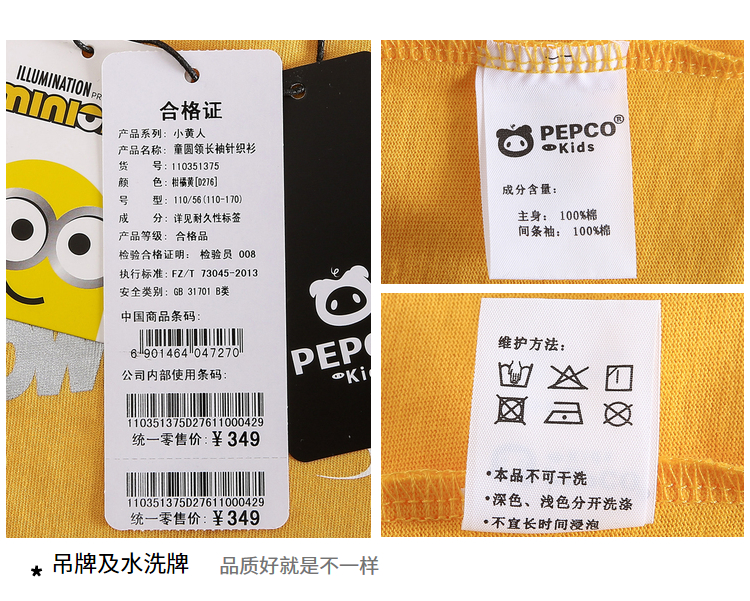 ILLUMINATION PR
MINIO
合格证
产品系列: 小黄人
产品名称: 童圆领长袖针织衫
货 号: 110351375
颜 色: 柑橘黄[D276]
号 型: 110/56(110-170)
成 分: 详见耐久性标签
产品等级: 合格品
检验合格证明: 检验员 008
执行标准: FZ/T 73045-2013
安全类别: GB 31701 B类
中国商品条码:
6 901464 047270
公司内部使用条码:
110351375D27611000429
统一零售价: ¥349
110351375D27611000429
统一零售价: ¥349
PEPC
Kid
PEPCO®
Kids
成分含量:
主身: 100%棉
间条袖: 100%棉
维护方法:
•本品不可干洗
•深色、浅色分开洗涤
•不宜长时间浸泡
* 吊牌及水洗牌 品质好就是不一样